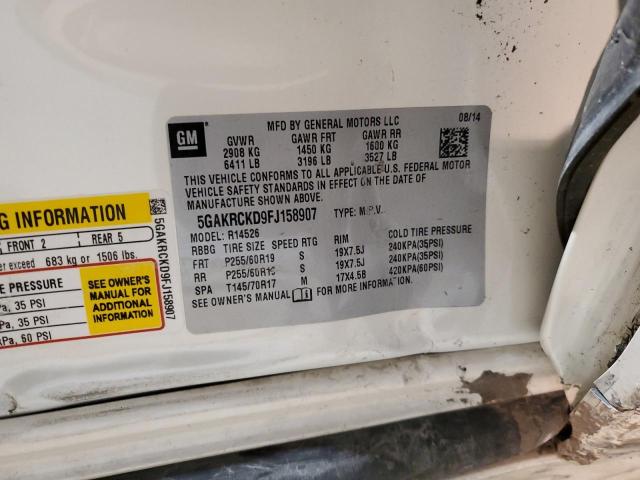 GM
MFD BY GENERAL MOTORS LLC
08/14
GVWR GAWR FRT GAWR RR
2908 KG 1450 KG 1600 KG
6411 LB 3196 LB 3527 LB
THIS VEHICLE CONFORMS TO ALL APPLICABLE U.S. FEDERAL MOTOR
VEHICLE SAFETY STANDARDS IN EFFECT ON THE DATE OF
MANUFACTURE SHOWN ABOVE.
5GAKRCKD9FJ158907 TYPE: M.P.V.
MODEL: R14526
RBBG TIRE SIZE SPEED RTG RIM COLD TIRE PRESSURE
FRT P255/60R19 S 19X7.5J 240KPA(35PSI)
RR P255/60R19 S 19X7.5J 240KPA(35PSI)
SPA T145/70R17 M 17X4.5B 420KPA(60PSI)
SEE OWNER'S MANUAL FOR MORE INFORMATION.
G INFORMATION
FRONT 2 REAR 5
exceed 683 kg or 1506 lbs.
PRESSURE
35 PSI
35 PSI
60 PSI
SEE OWNER'S
MANUAL FOR
ADDITIONAL
INFORMATION
5GAKRCKD9FJ158907